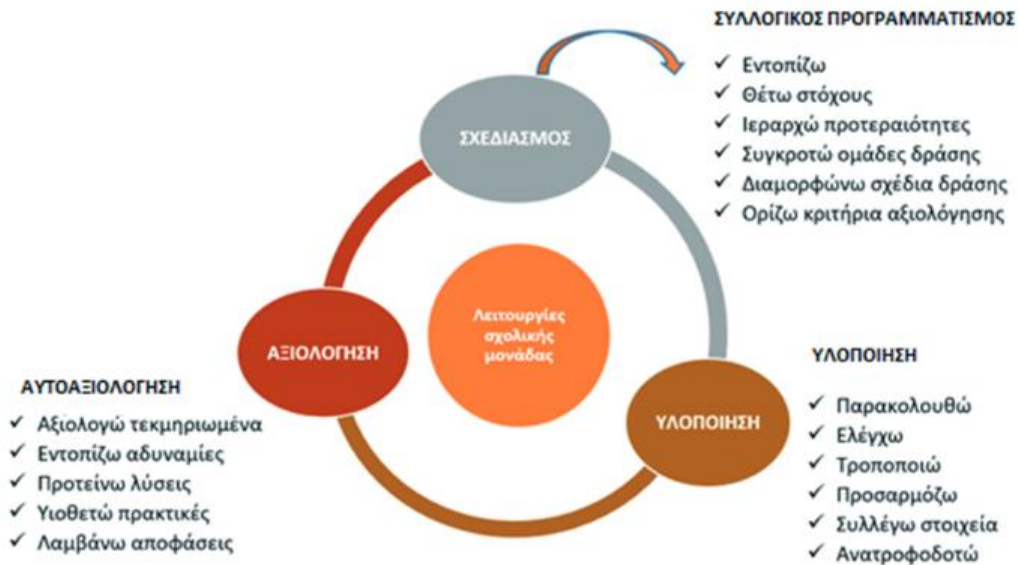 ΣΥΛΛΟΓΙΚΟΣ ΠΡΟΓΡΑΜΜΑΤΙΣΜΟΣ
✓ Εντοπίζω
✓ Θέτω στόχους
✓ Ιεραρχώ προτεραιότητες
✓ Συγκροτώ ομάδες δράσης
✓ Διαμορφώνω σχέδια δράσης
✓ Ορίζω κριτήρια αξιολόγησης
ΣΧΕΔΙΑΣΜΟΣ
Λειτουργίες
σχολικής
μονάδας
ΑΞΙΟΛΟΓΗΣΗ
ΥΛΟΠΟΙΗΣΗ
ΑΥΤΟΑΞΙΟΛΟΓΗΣΗ
✓ Αξιολογώ τεκμηριωμένα
✓ Εντοπίζω αδυναμίες
✓ Προτείνω λύσεις
✓ Υιοθετώ πρακτικές
✓ Λαμβάνω αποφάσεις
ΥΛΟΠΟΙΗΣΗ
✓ Παρακολουθώ
✓ Ελέγχω
✓ Τροποποιώ
✓ Προσαρμόζω
✓ Συλλέγω στοιχεία
✓ Ανατροφοδοτώ